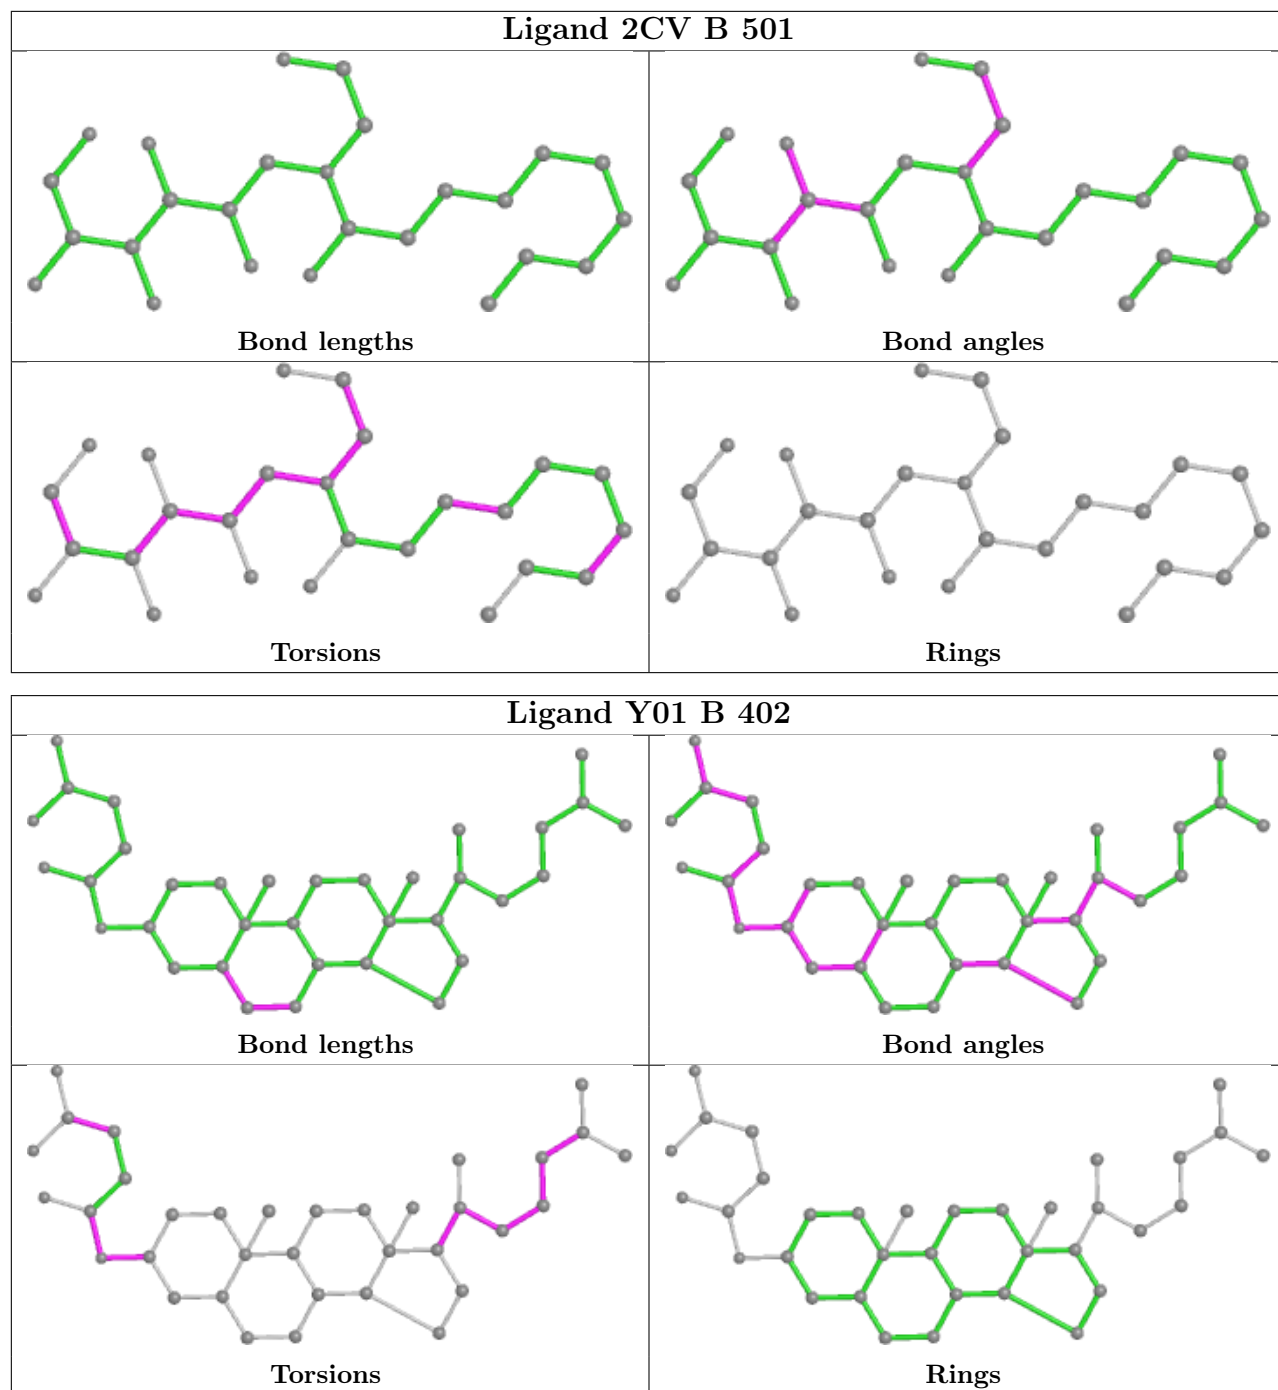 Ligand 2CV B 501
Bond lengths
Bond angles
Torsions
Rings
Ligand Y01 B 402
Bond lengths
Bond angles
Torsions
Rings